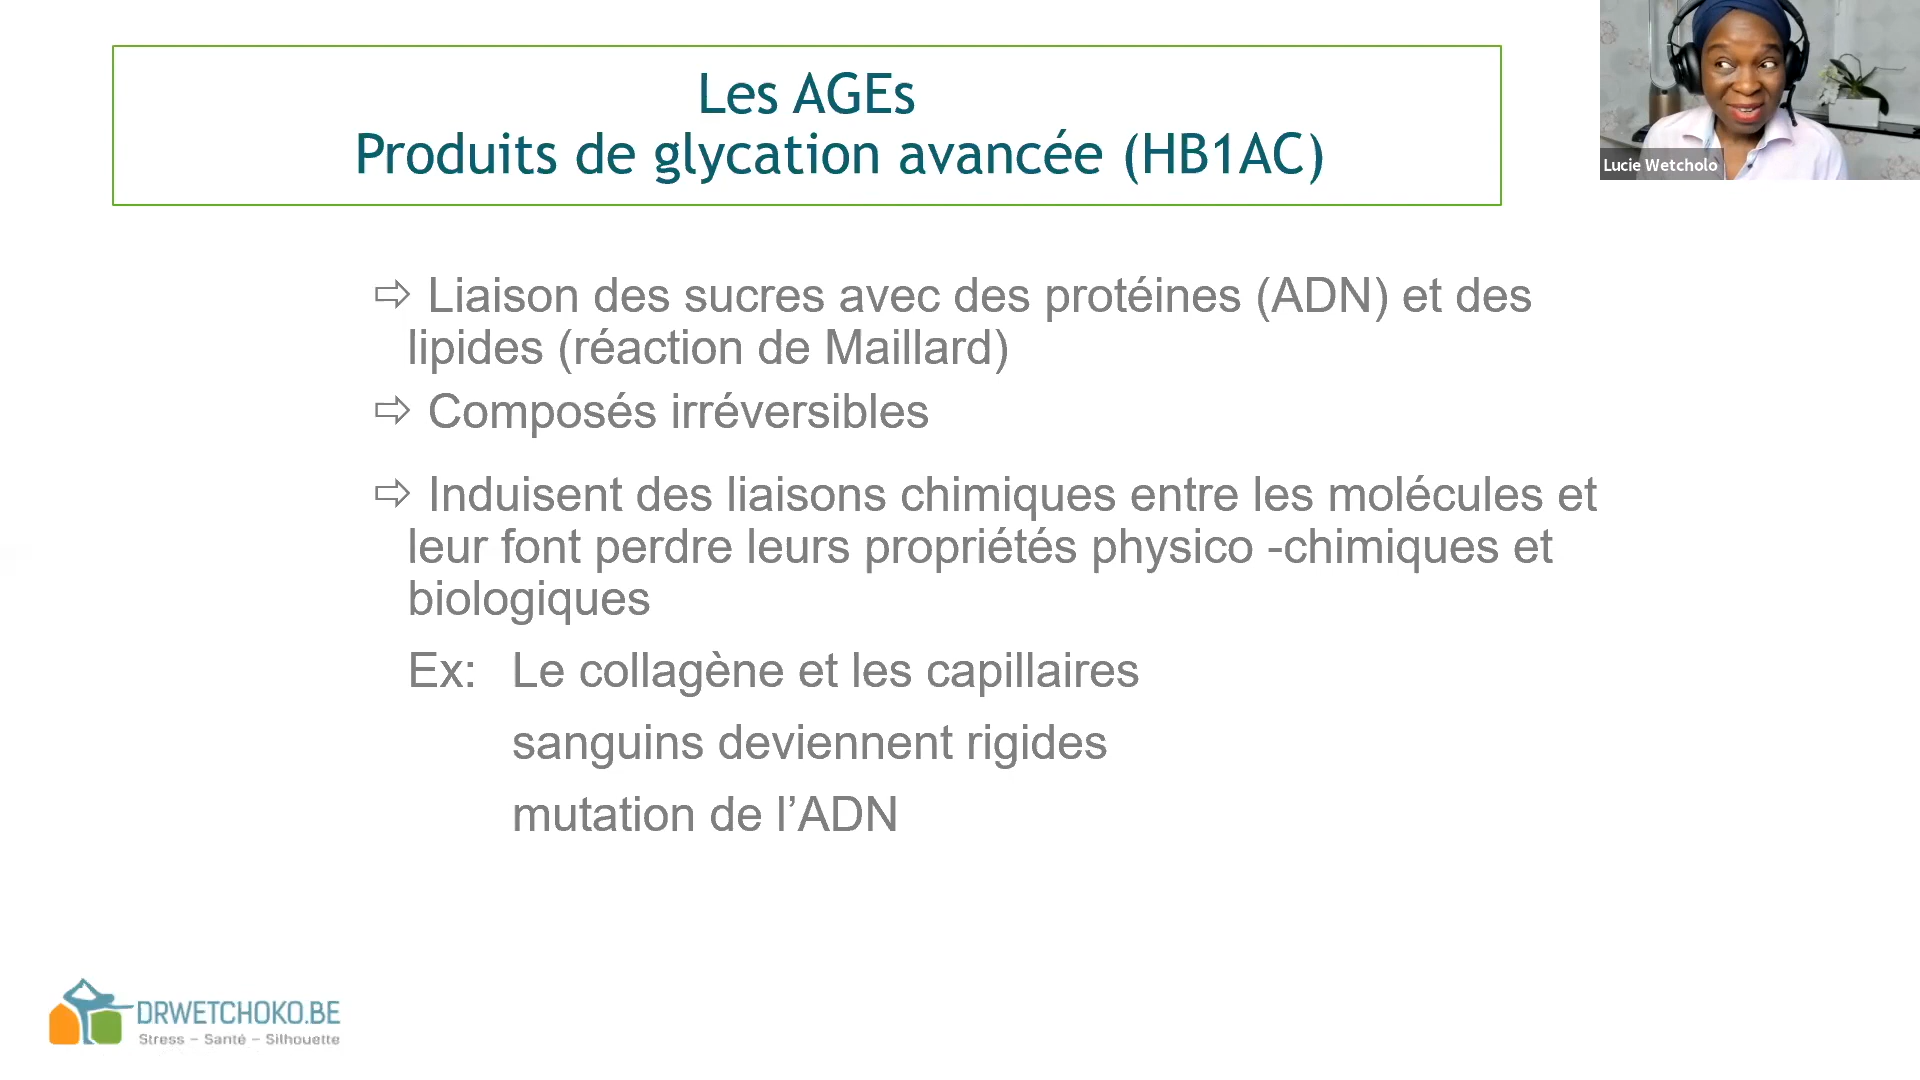 Les AGEs
Produits de glycation avancée (HB1AC)
Lucie Wetcholo
⇨ Liaison des sucres avec des protéines (ADN) et des
lipides (réaction de Maillard)
⇨ Composés irréversibles
⇨ Induisent des liaisons chimiques entre les molécules et
leur font perdre leurs propriétés physico -chimiques et
biologiques
Ex: Le collagène et les capillaires
sanguins deviennent rigides
mutation de l’ADN
DRWETCHOKO.BE
Stress – Santé – Silhouette